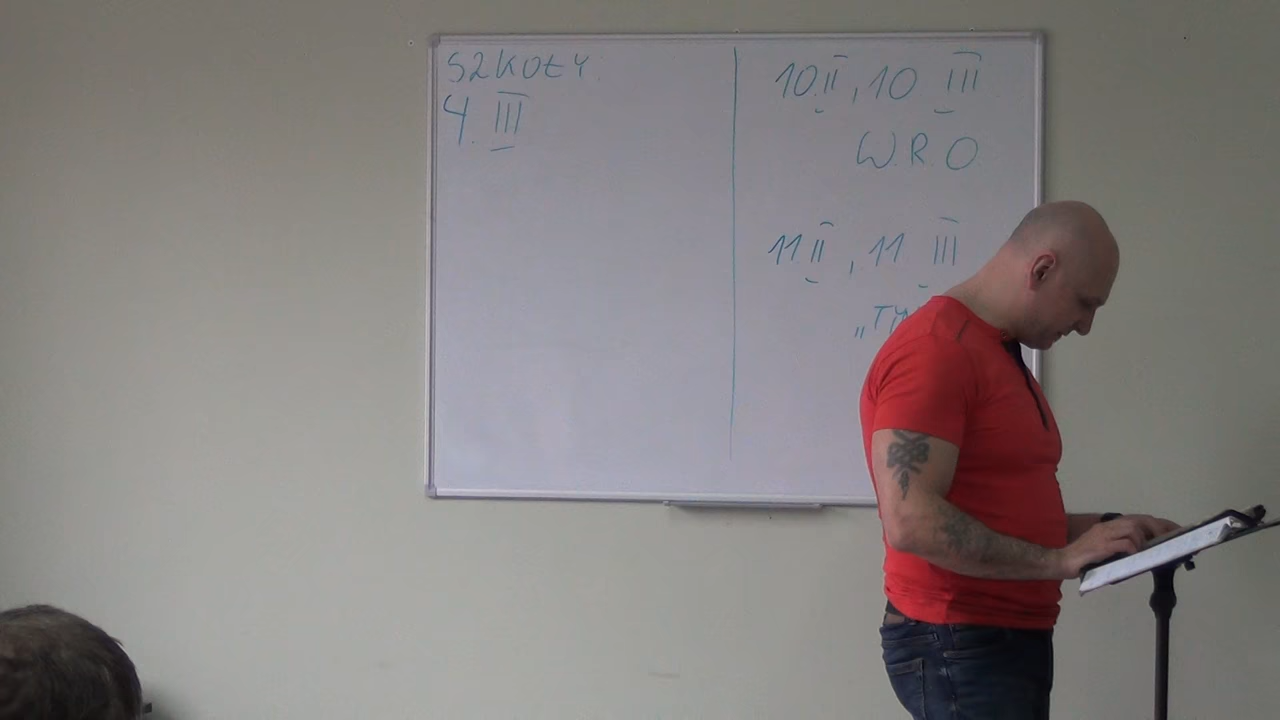 SZKOŁY
4. III
10.II, 10 III
W.R.O
11 II, 11 III